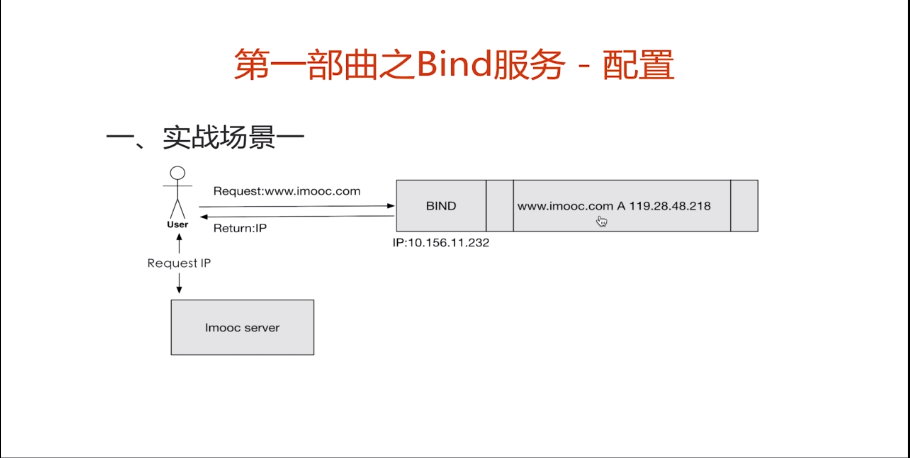 第一部曲之Bind服务 - 配置
一、实战场景一
Request:www.imooc.com
BIND
www.imooc.com A 119.28.48.218
User
Return:IP
IP:10.156.11.232
Request IP
Imooc server